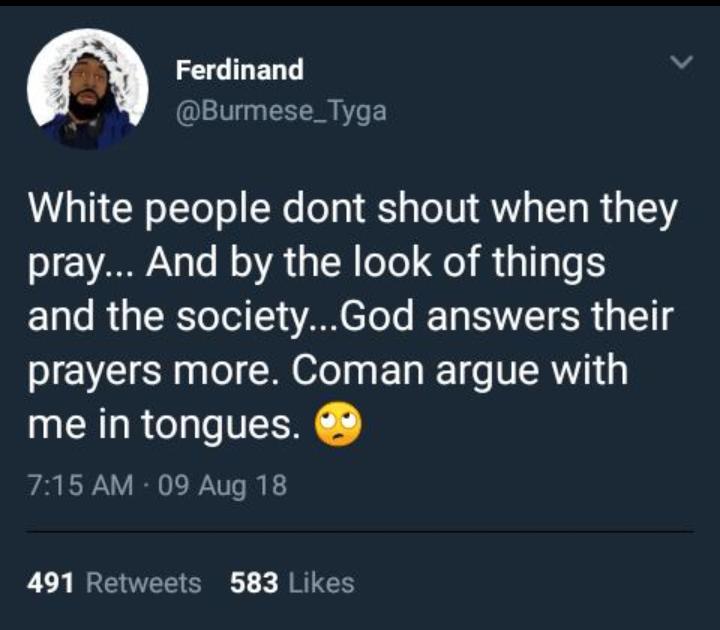 Ferdinand
@Burmese_Tyga
White people dont shout when they
pray... And by the look of things
and the society...God answers their
prayers more. Coman argue with
me in tongues. 🙄
7:15 AM · 09 Aug 18
491 Retweets 583 Likes